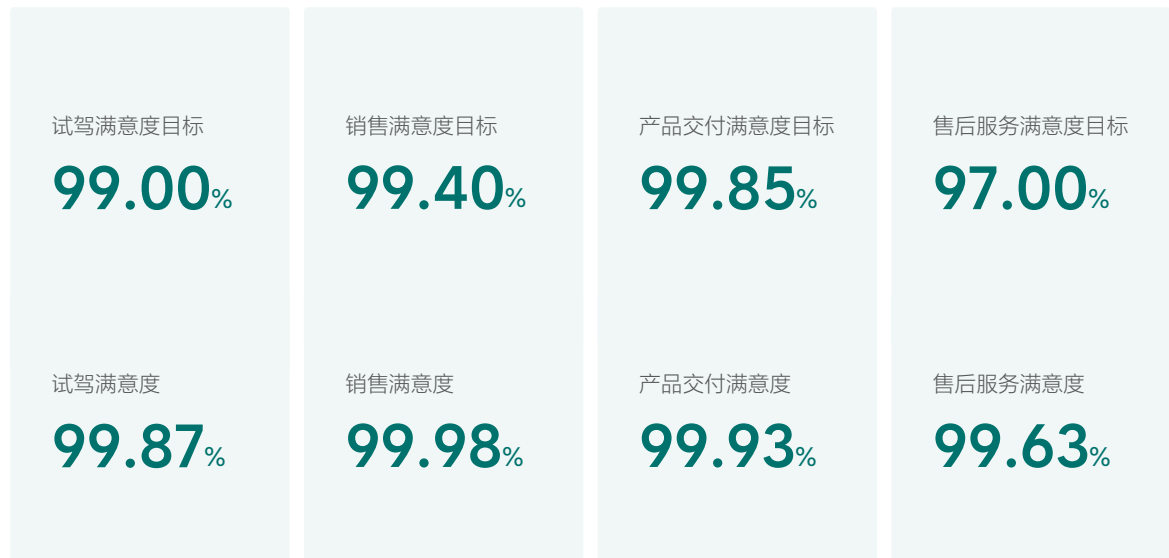 试驾满意度目标
99.00%
销售满意度目标
99.40%
产品交付满意度目标
99.85%
售后服务满意度目标
97.00%
试驾满意度
99.87%
销售满意度
99.98%
产品交付满意度
99.93%
售后服务满意度
99.63%